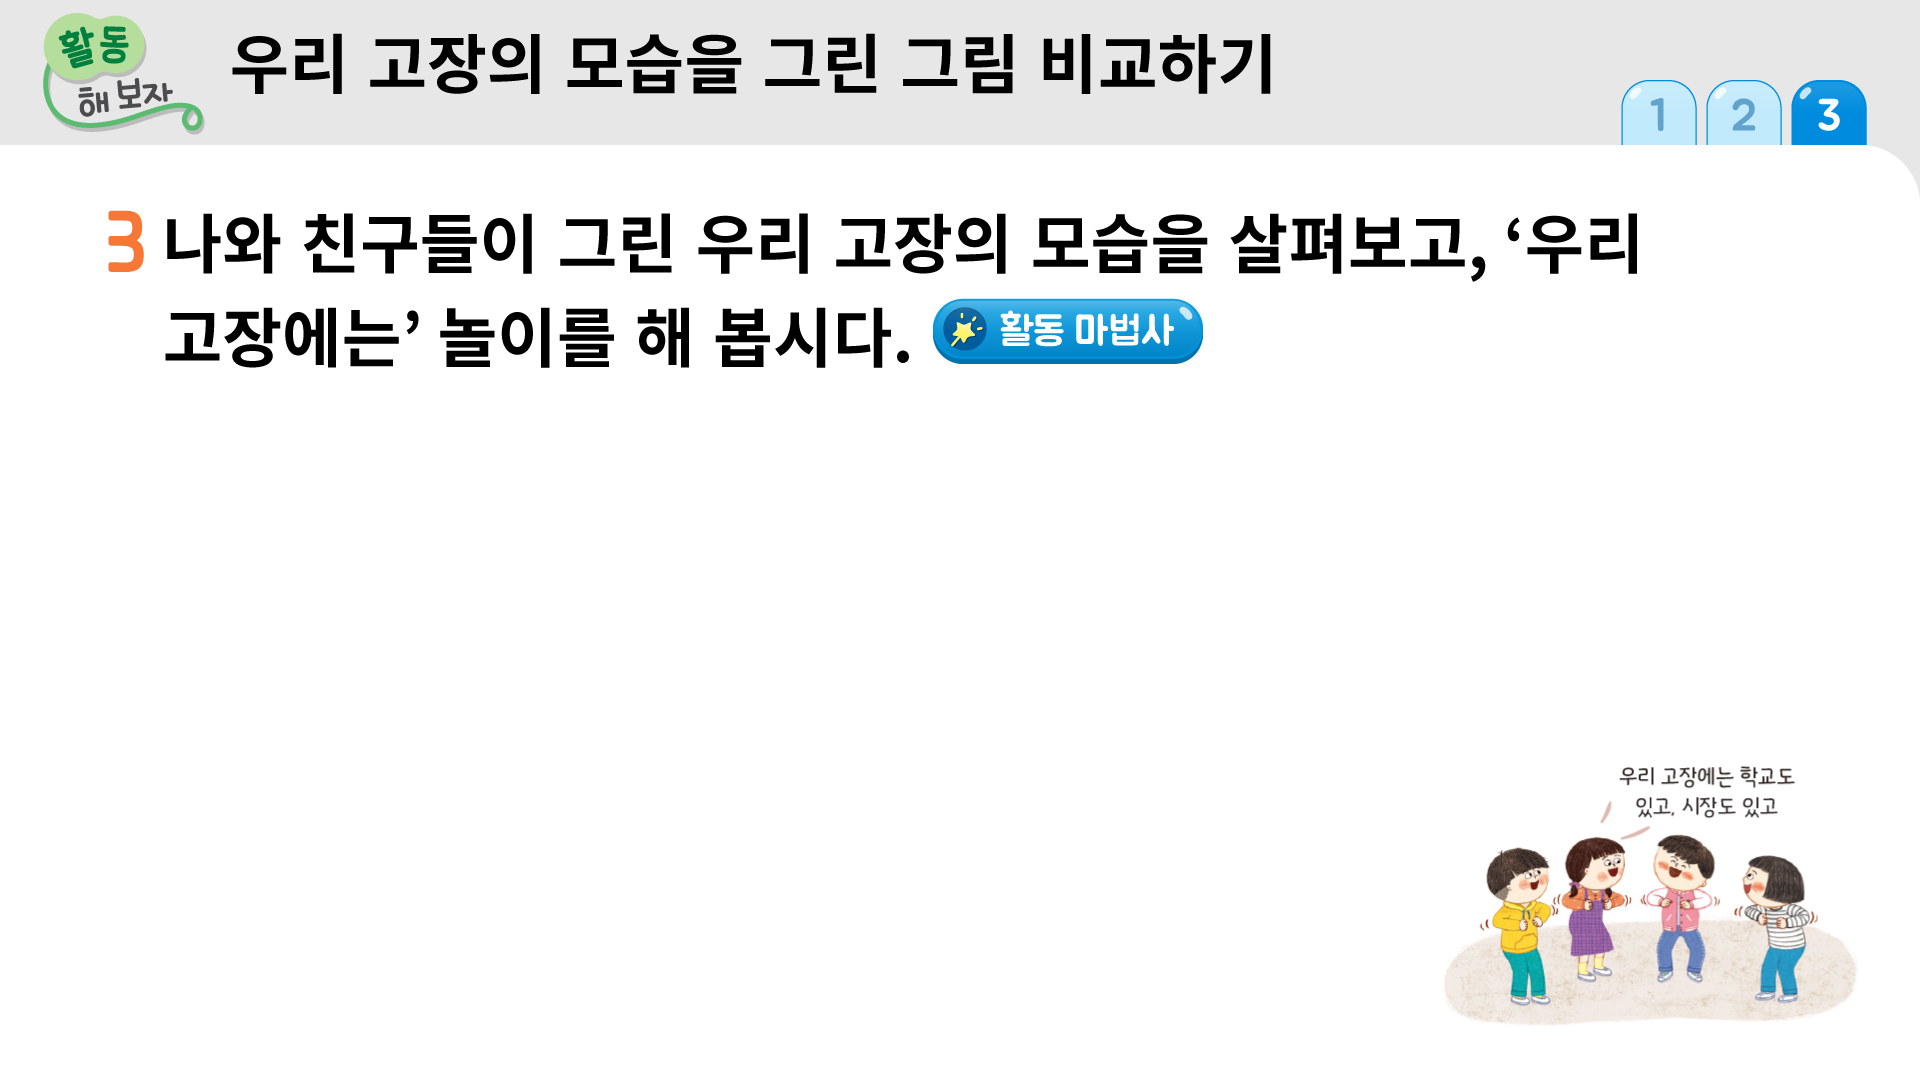 활동
해 보자
우리 고장의 모습을 그린 그림 비교하기
1 2 3
3 나와 친구들이 그린 우리 고장의 모습을 살펴보고, ‘우리
고장에는’ 놀이를 해 봅시다. 활동 마법사
우리 고장에는 학교도
있고, 시장도 있고